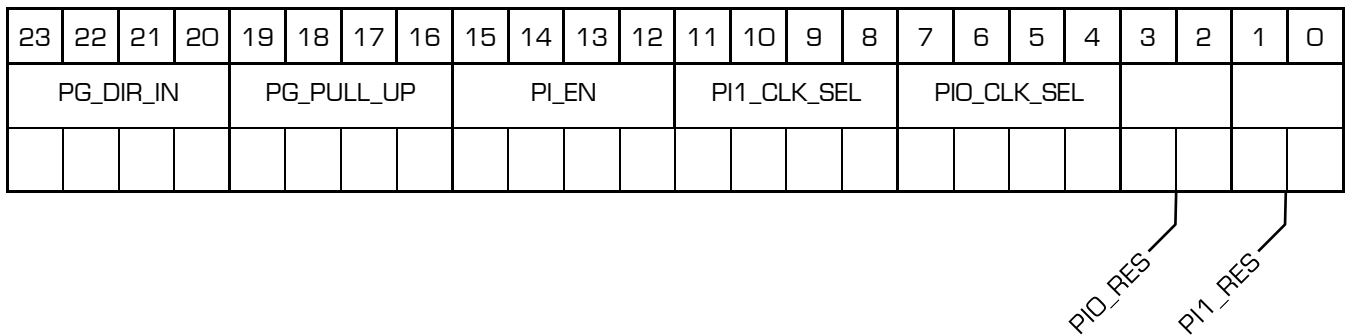 23 22 21 20 19 18 17 16 15 14 13 12 11 10 9 8 7 6 5 4 3 2 1 0
PG_DIR_IN PG_PULL_UP PI_EN PI1_CLK_SEL PI0_CLK_SEL
PI0_RES PI1_RES